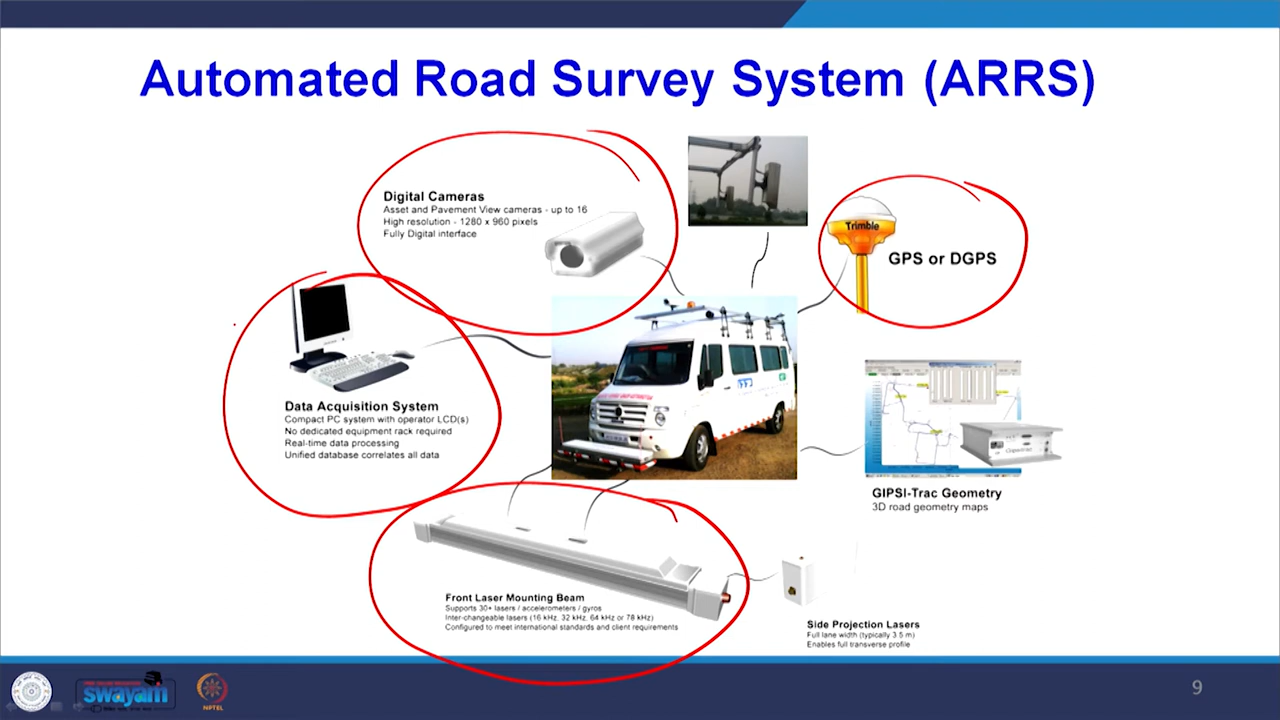 Automated Road Survey System (ARRS)
Digital Cameras
Asset and Pavement View cameras - up to 16
High resolution - 1280 x 960 pixels
Fully Digital interface
Trimble
GPS or DGPS
Data Acquisition System
Compact PC system with operator LCD(s)
No dedicated equipment rack required
Real-time data processing
Unified database correlates all data
GIPSI-Trac Geometry
3D road geometry maps
Front Laser Mounting Beam
Supports 30+ lasers / accelerometers / gyros
Inter-changeable lasers (16 kHz, 32 kHz, 64 kHz or 78 kHz)
Configured to meet international standards and client requirements
Side Projection Lasers
Full lane width (typically 3.5 m)
Enables full transverse profile
swayam
NPTEL
9